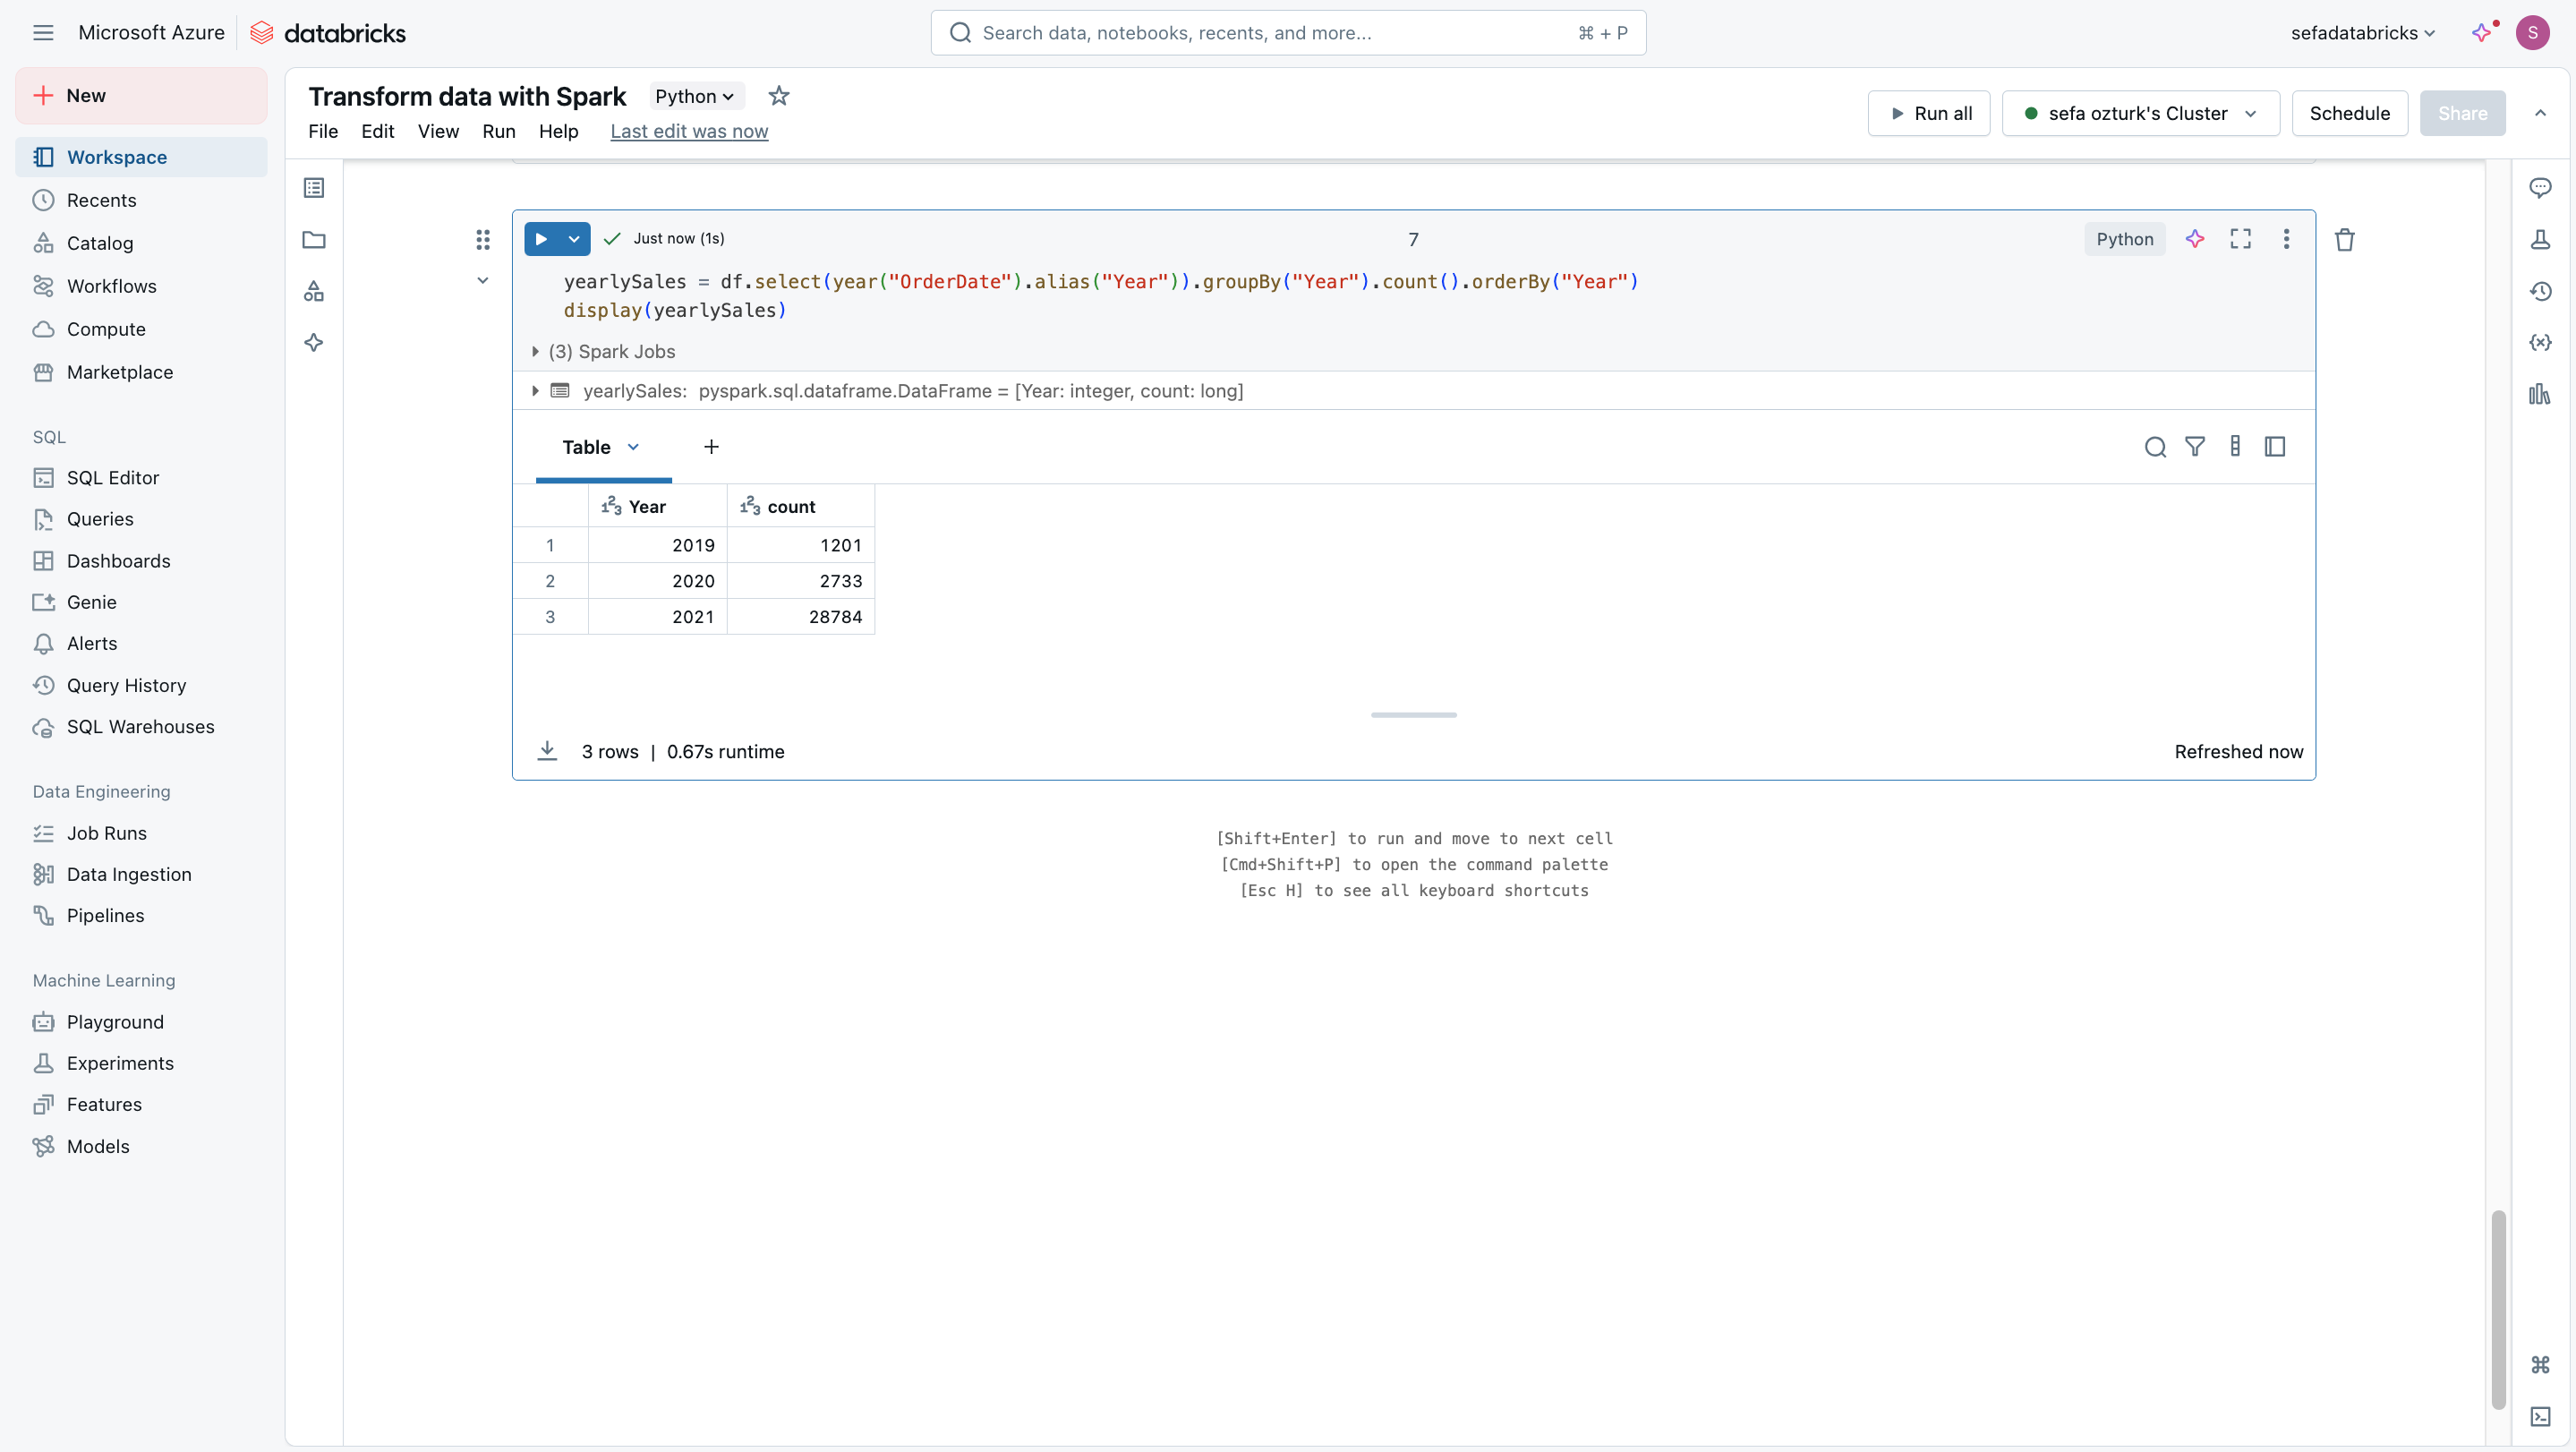 Microsoft Azure databricks
Search data, notebooks, recents, and more... ⌘ + P
sefadatabricks
S
New
Workspace
Recents
Catalog
Workflows
Compute
Marketplace
SQL
SQL Editor
Queries
Dashboards
Genie
Alerts
Query History
SQL Warehouses
Data Engineering
Job Runs
Data Ingestion
Pipelines
Machine Learning
Playground
Experiments
Features
Models
Transform data with Spark Python
File Edit View Run Help Last edit was now
Run all sefa ozturk's Cluster Schedule Share
Just now (1s) 7 Python
yearlySales = df.select(year("OrderDate").alias("Year")).groupBy("Year").count().orderBy("Year")
display(yearlySales)
(3) Spark Jobs
yearlySales: pyspark.sql.dataframe.DataFrame = [Year: integer, count: long]
Table +
123 Year 123 count
1 2019 1201
2 2020 2733
3 2021 28784
3 rows | 0.67s runtime Refreshed now
[Shift+Enter] to run and move to next cell
[Cmd+Shift+P] to open the command palette
[Esc H] to see all keyboard shortcuts